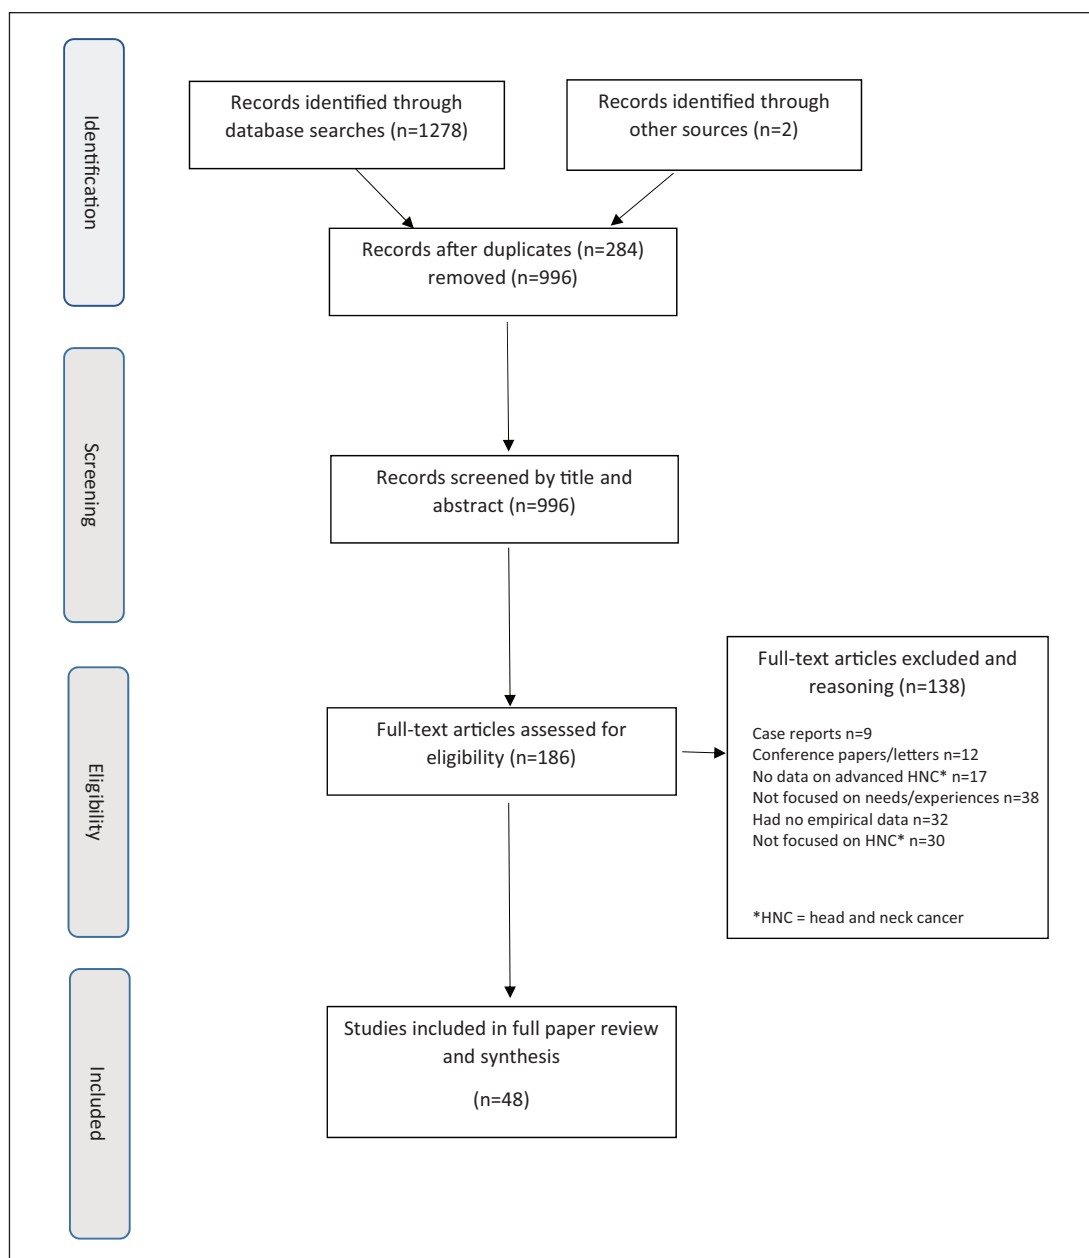 Identification
Records identified through
database searches (n=1278)
Records identified through
other sources (n=2)
Records after duplicates (n=284)
removed (n=996)
Screening
Records screened by title and
abstract (n=996)
Eligibility
Full-text articles assessed for
eligibility (n=186)
Full-text articles excluded and
reasoning (n=138)
Case reports n=9
Conference papers/letters n=12
No data on advanced HNC* n=17
Not focused on needs/experiences n=38
Had no empirical data n=32
Not focused on HNC* n=30
*HNC = head and neck cancer
Included
Studies included in full paper review
and synthesis
(n=48)